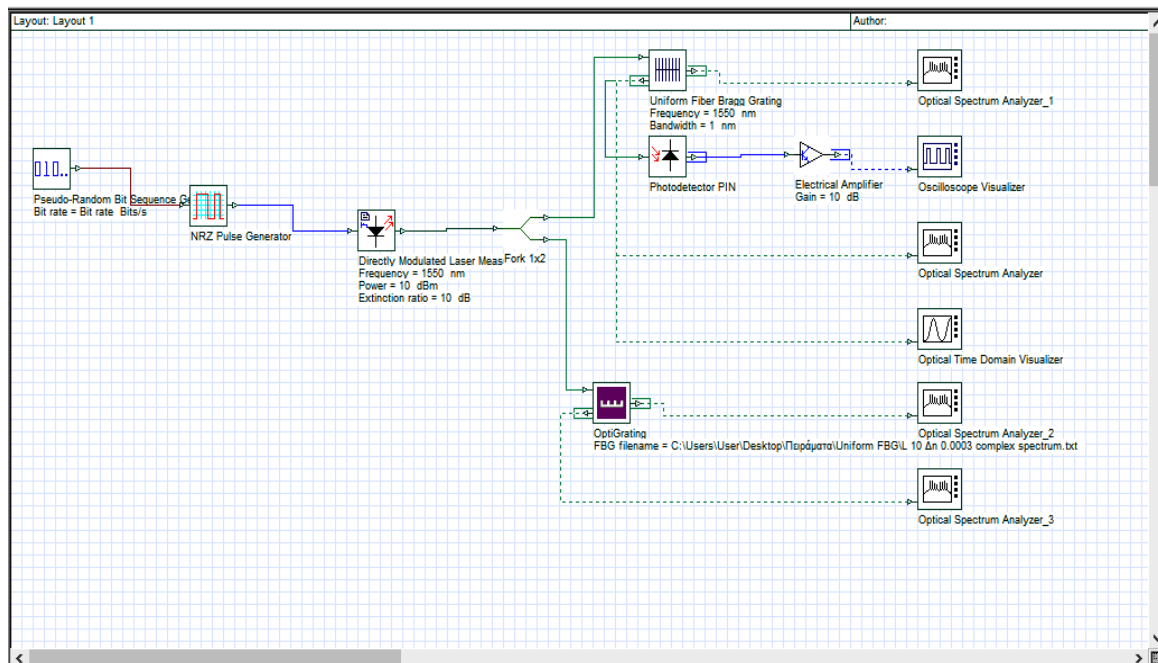 Layout: Layout 1
Author:
Uniform Fiber Bragg Grating
Frequency = 1550 nm
Bandwidth = 1 nm
Optical Spectrum Analyzer_1
Pseudo-Random Bit Sequence Ge
Bit rate = Bit rate Bits/s
NRZ Pulse Generator
Photodetector PIN
Electrical Amplifier
Gain = 10 dB
Oscilloscope Visualizer
Directly Modulated Laser Meas
Frequency = 1550 nm
Power = 10 dBm
Extinction ratio = 10 dB
Fork 1x2
Optical Spectrum Analyzer
Optical Time Domain Visualizer
OptiGrating
FBG filename = C:\Users\User\Desktop\Πειράματα\Uniform FBG\L 10 Δn 0.0003 complex spectrum.txt
Optical Spectrum Analyzer_2
Optical Spectrum Analyzer_3